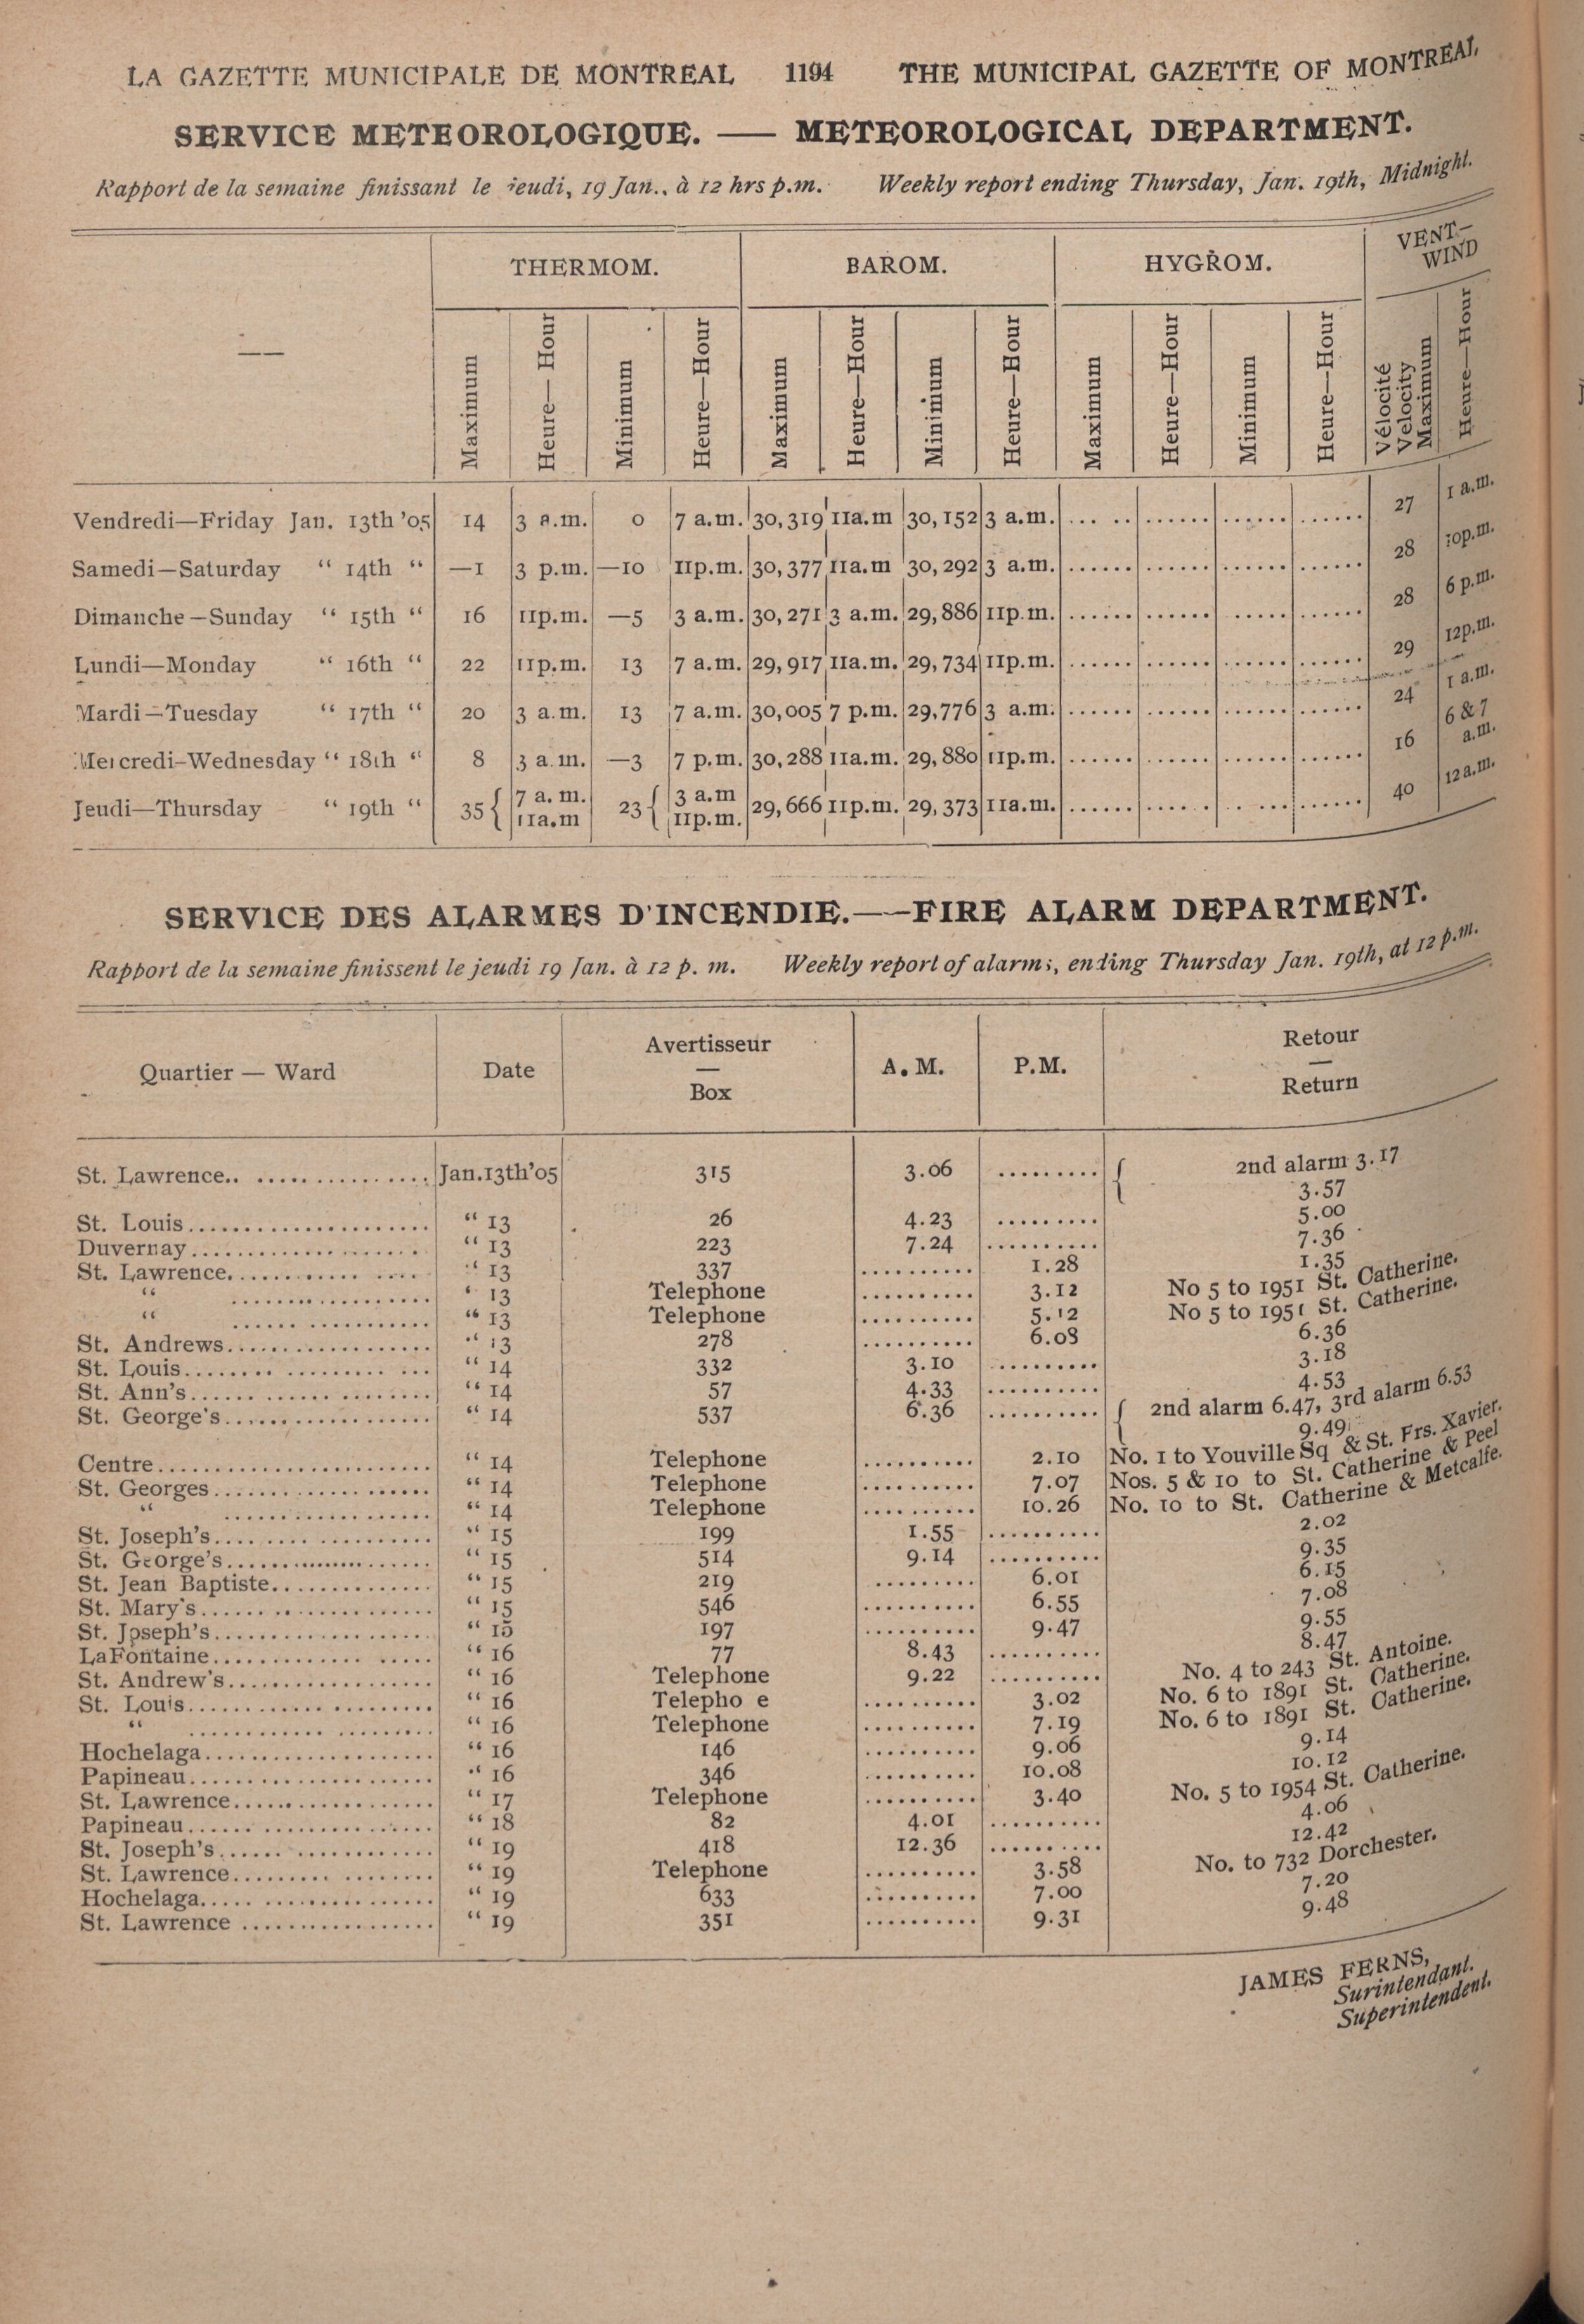 LA GAZETTE MUNICIPALE DE MONTREAL 1194 THE MUNICIPAL GAZETTE OF MONTREAL
SERVICE METEOROLOGIQUE. — METEOROLOGICAL DEPARTMENT.
Rapport de la semaine finissant le jeudi, 19 Jan., à 12 hrs p.m. Weekly report ending Thursday, Jan. 19th, Midnight.
THERMOM. BAROM. HYGROM. VENT— WIND
Maximum Heure—Hour Minimum Heure—Hour Maximum Heure—Hour Minimum Heure—Hour Maximum Heure—Hour Minimum Heure—Hour Vélocité Velocity Maximum Heure—Hour
Vendredi—Friday Jan. 13th '05 14 3 a.m. 0 7 a.m. 30,319 11a.m 30,152 3 a.m. ... .. ...... ...... ...... 27 1 a.m.
Samedi—Saturday “ 14th “ —1 3 p.m. —10 11p.m. 30,377 11a.m 30,292 3 a.m. ...... ...... ...... ...... 28 10p.m.
Dimanche—Sunday “ 15th “ 16 11p.m. —5 3 a.m. 30,271 3 a.m. 29,886 11p.m. ...... ...... ...... ...... 28 6 p.m.
Lundi—Monday “ 16th “ 22 11p.m. 13 7 a.m. 29,917 11a.m. 29,734 11p.m. ...... ...... ...... ...... 29 12p.m.
Mardi—Tuesday “ 17th “ 20 3 a.m. 13 7 a.m. 30,005 7 p.m. 29,776 3 a.m. ...... ...... ...... ...... 24 1 a.m.
Mercredi—Wednesday “ 18th “ 8 3 a.m. —3 7 p.m. 30,288 11a.m. 29,880 11p.m. ...... ...... ...... ...... 16 6 & 7 a.m.
Jeudi—Thursday “ 19th “ 35 { 7 a. m. 11a.m 23 { 3 a.m 11p.m. 29,666 11p.m. 29,373 11a.m. ...... ...... ...... ...... 40 12 a.m.
SERVICE DES ALARMES D'INCENDIE.——FIRE ALARM DEPARTMENT.
Rapport de la semaine finissent le jeudi 19 Jan. à 12 p. m. Weekly report of alarms, ending Thursday Jan. 19th, at 12 p.m.
Quartier — Ward Date Avertisseur — Box A. M. P.M. Retour — Return
St. Lawrence.. ................ Jan.13th'05 315 3.06 ......... { 2nd alarm 3.17
3.57
St. Louis...................... “ 13 26 4.23 ......... 5.00
Duvernay..................... “ 13 223 7.24 .......... 7.36
St. Lawrence................. “ 13 337 .......... 1.28 1.35
“ .................. “ 13 Telephone .......... 3.12 No 5 to 1951 St. Catherine.
“ .................. “ 13 Telephone .......... 5.12 No 5 to 1951 St. Catherine.
St. Andrews................... “ 13 278 .......... 6.08 6.36
St. Louis...................... “ 14 332 3.10 .......... 3.18
St. Ann's...................... “ 14 57 4.33 .......... 4.53
St. George's................... “ 14 537 6.36 .......... { 2nd alarm 6.47, 3rd alarm 6.53
9.49
Centre......................... “ 14 Telephone .......... 2.10 No. 1 to Youville Sq & St. Frs. Xavier.
St. Georges.................... “ 14 Telephone .......... 7.07 Nos. 5 & 10 to St. Catherine & Peel
“ ................... “ 14 Telephone .......... 10.26 No. 10 to St. Catherine & Metcalfe.
St. Joseph's.................... “ 15 199 1.55 .......... 2.02
St. George's................... “ 15 514 9.14 .......... 9.35
St. Jean Baptiste............... “ 15 219 ......... 6.01 6.15
St. Mary's..................... “ 15 546 .......... 6.55 7.08
St. Joseph's.................... “ 15 197 .......... 9.47 9.55
LaFontaine.................... “ 16 77 8.43 .......... 8.47
St. Andrew's................... “ 16 Telephone 9.22 .......... No. 4 to 243 St. Antoine.
St. Louis...................... “ 16 Telepho e .......... 3.02 No. 6 to 1891 St. Catherine.
“ ..................... “ 16 Telephone .......... 7.19 No. 6 to 1891 St. Catherine.
Hochelaga..................... “ 16 146 .......... 9.06 9.14
Papineau...................... “ 16 346 .......... 10.08 10.12
St. Lawrence................... “ 17 Telephone .......... 3.40 No. 5 to 1954 St. Catherine.
Papineau...................... “ 18 82 4.01 .......... 4.06
St. Joseph's.................... “ 19 418 12.36 .......... 12.42
St. Lawrence................... “ 19 Telephone .......... 3.58 No. to 732 Dorchester.
Hochelaga..................... “ 19 633 .......... 7.00 7.20
St. Lawrence .................. “ 19 351 .......... 9.31 9.48
JAMES FERNS,
Surintendant.
Superintendent.